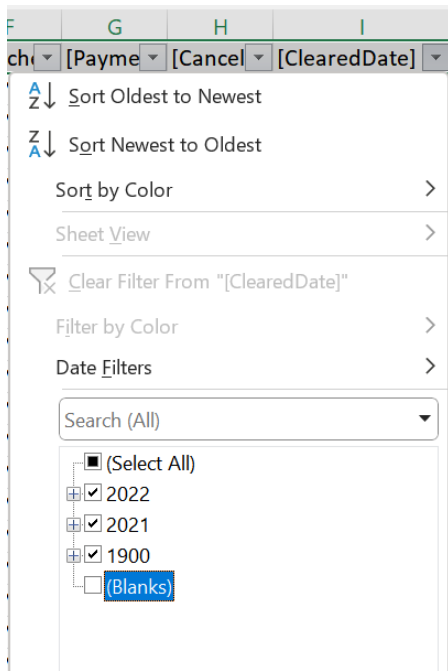 F G H I
che [Payme [Cancel [ClearedDate]
A Z Sort Oldest to Newest
Z A Sort Newest to Oldest
Sort by Color
Sheet View
Clear Filter From "[ClearedDate]"
Filter by Color
Date Filters
Search (All)
(Select All)
2022
2021
1900
(Blanks)